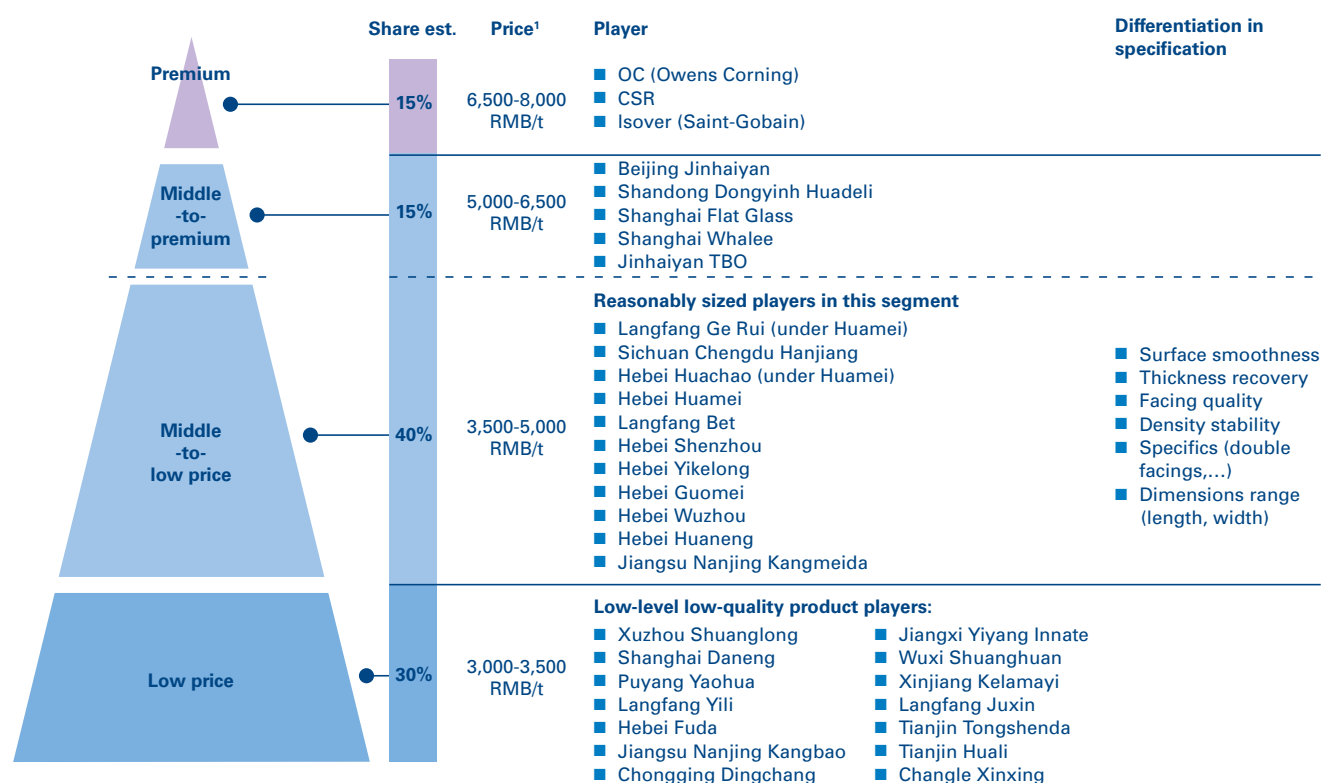 Share est.
Price¹
Player
Differentiation in
specification
Premium
15%
6,500-8,000
RMB/t
OC (Owens Corning)
CSR
Isover (Saint-Gobain)
Middle
-to-
premium
15%
5,000-6,500
RMB/t
Beijing Jinhaiyan
Shandong Dongyinh Huadeli
Shanghai Flat Glass
Shanghai Whalee
Jinhaiyan TBO
Middle
-to-
low price
40%
3,500-5,000
RMB/t
Reasonably sized players in this segment
Langfang Ge Rui (under Huamei)
Sichuan Chengdu Hanjiang
Hebei Huachao (under Huamei)
Hebei Huamei
Langfang Bet
Hebei Shenzhou
Hebei Yikelong
Hebei Guomei
Hebei Wuzhou
Hebei Huaneng
Jiangsu Nanjing Kangmeida
Surface smoothness
Thickness recovery
Facing quality
Density stability
Specifics (double
facings,…)
Dimensions range
(length, width)
Low price
30%
3,000-3,500
RMB/t
Low-level low-quality product players:
Xuzhou Shuanglong
Shanghai Daneng
Puyang Yaohua
Langfang Yili
Hebei Fuda
Jiangsu Nanjing Kangbao
Chongging Dingchang
Jiangxi Yiyang Innate
Wuxi Shuanghuan
Xinjiang Kelamayi
Langfang Juxin
Tianjin Tongshenda
Tianjin Huali
Changle Xinxing